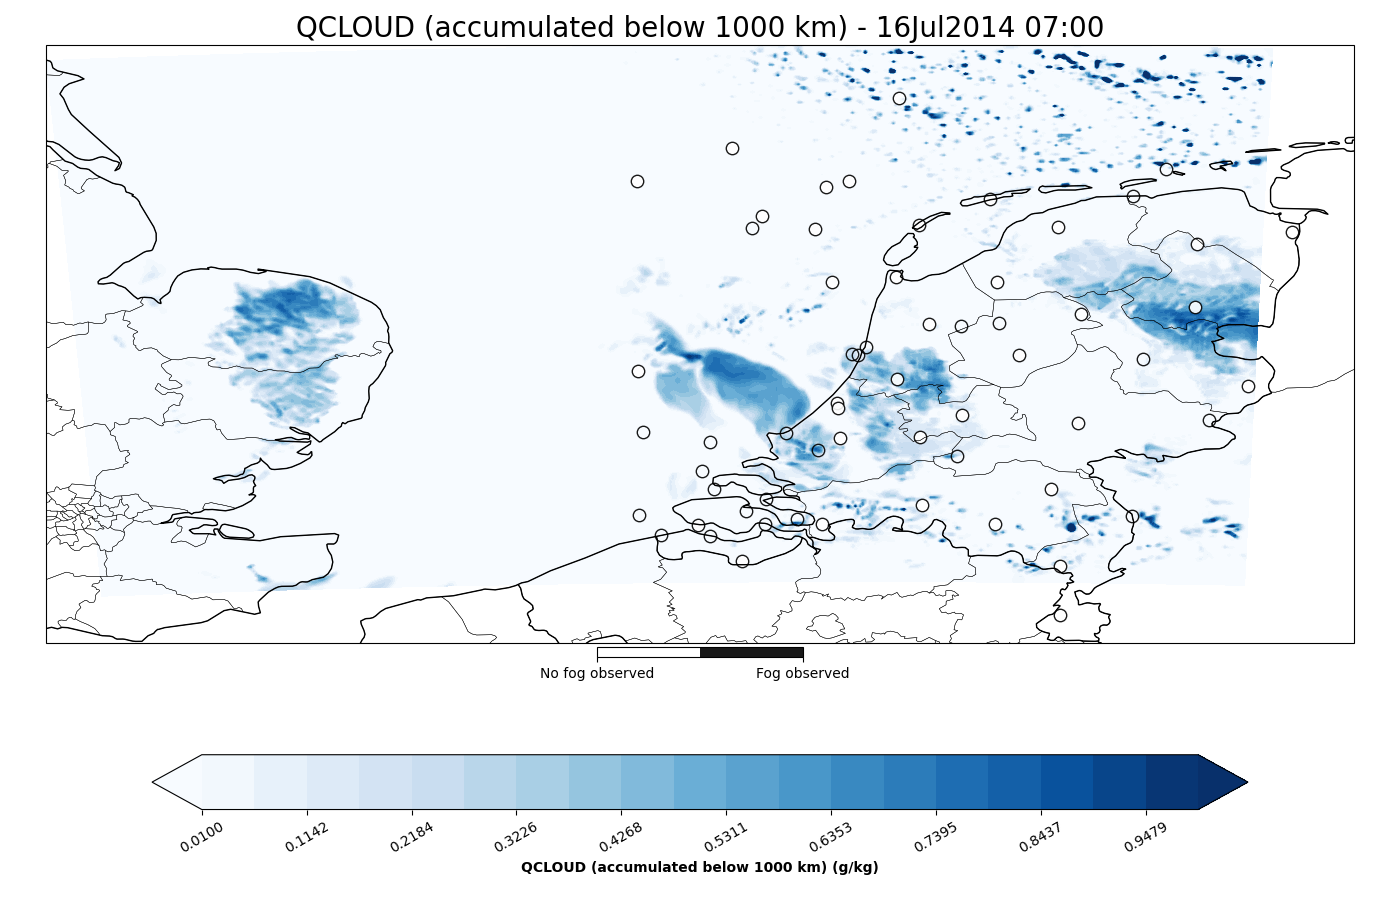 QCLOUD (accumulated below 1000 km) - 16Jul2014 07:00
No fog observed
Fog observed
0.0100
0.1142
0.2184
0.3226
0.4268
0.5311
0.6353
0.7395
0.8437
0.9479
QCLOUD (accumulated below 1000 km) (g/kg)